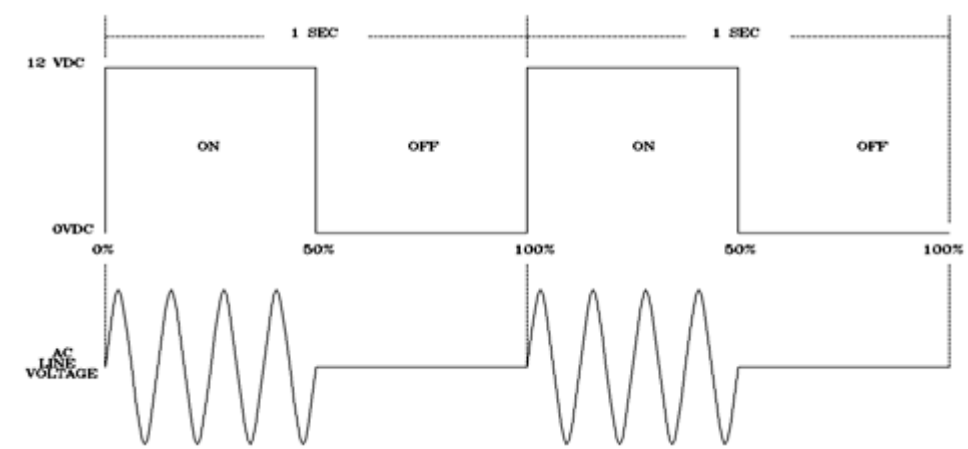 1 SEC 1 SEC
12 VDC
ON OFF ON OFF
0VDC
0% 50% 100% 50% 100%
AC
LINE
VOLTAGE